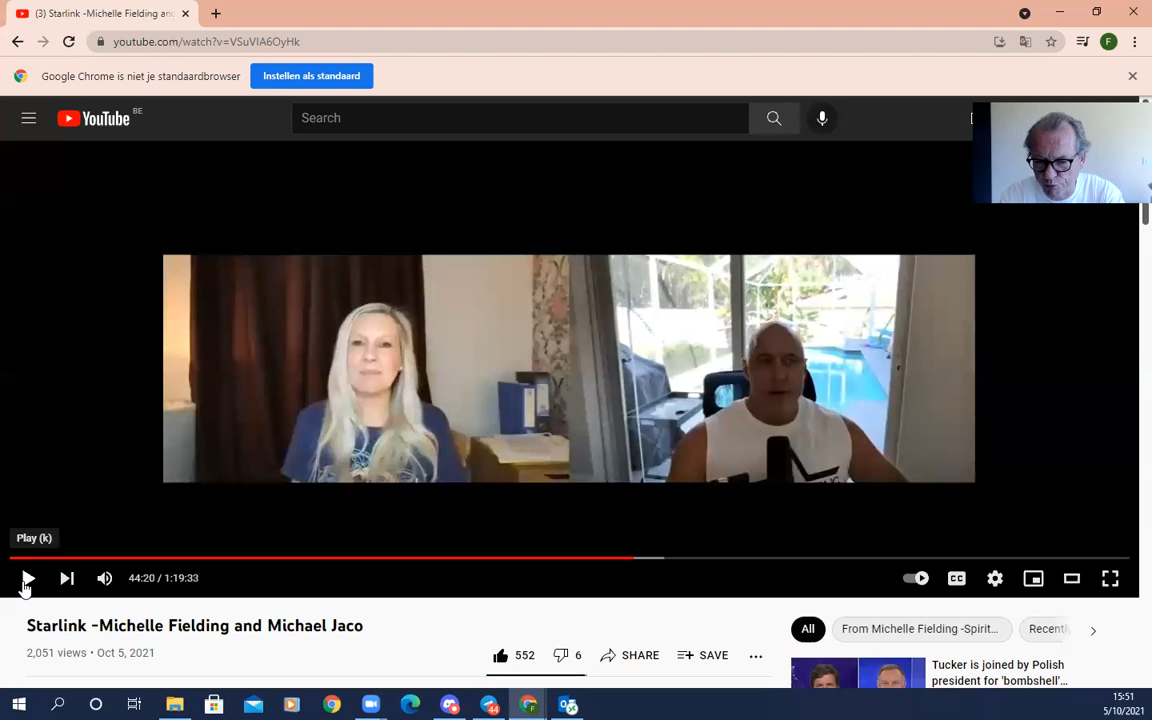 (3) Starlink -Michelle Fielding an
youtube.com/watch?v=VSuVIA6OyHk
F
Google Chrome is niet je standaardbrowser
Instellen als standaard
YouTube BE
Search
Play (k)
44:20 / 1:19:33
CC
Starlink -Michelle Fielding and Michael Jaco
2,051 views • Oct 5, 2021
552
6
SHARE
SAVE
All
From Michelle Fielding -Spirit...
Recently
Tucker is joined by Polish
president for 'bombshell'...
44
15:51
5/10/2021